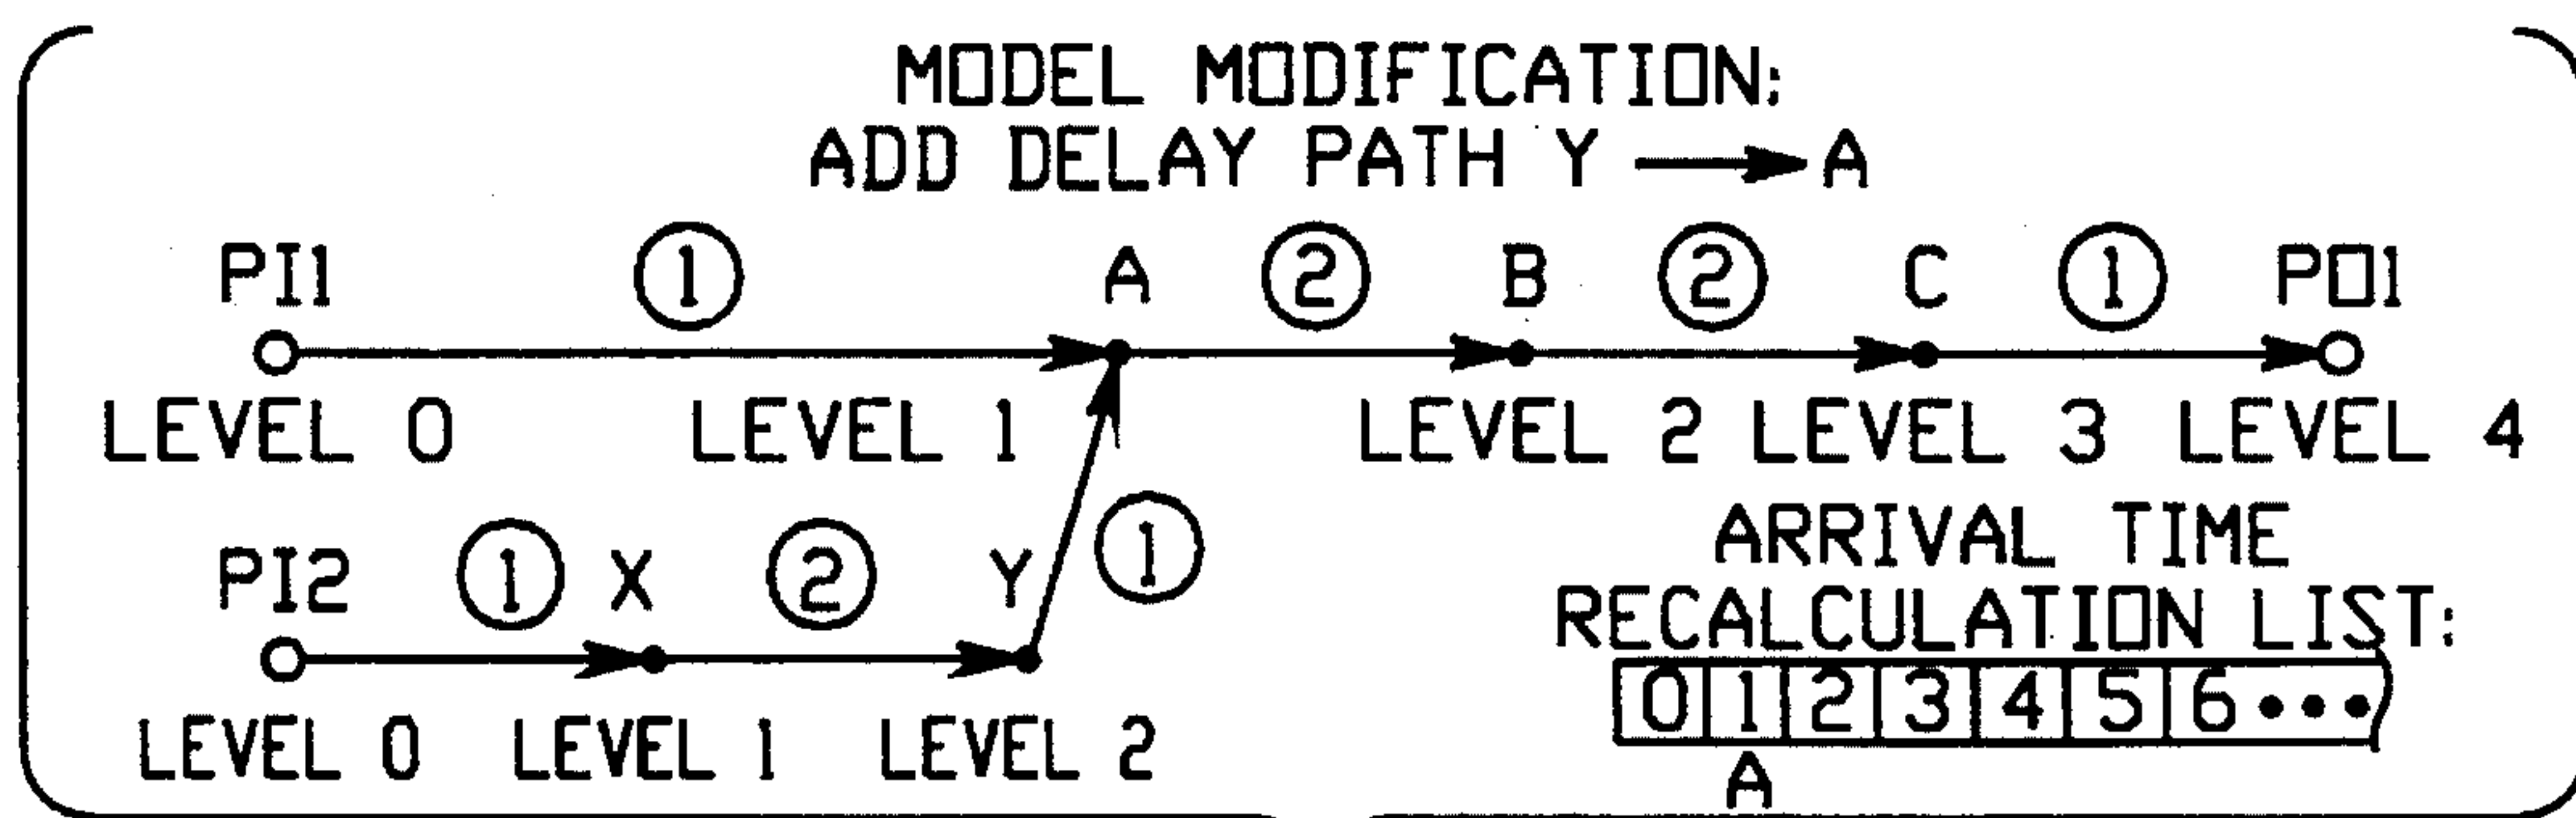 MODEL MODIFICATION:
ADD DELAY PATH Y → A
PI1 1 A 2 B 2 C 1 PO1
LEVEL 0 LEVEL 1 LEVEL 2 LEVEL 3 LEVEL 4
PI2 1 X 2 Y 1
LEVEL 0 LEVEL 1 LEVEL 2
ARRIVAL TIME
RECALCULATION LIST:
0 1 2 3 4 5 6 •••
A